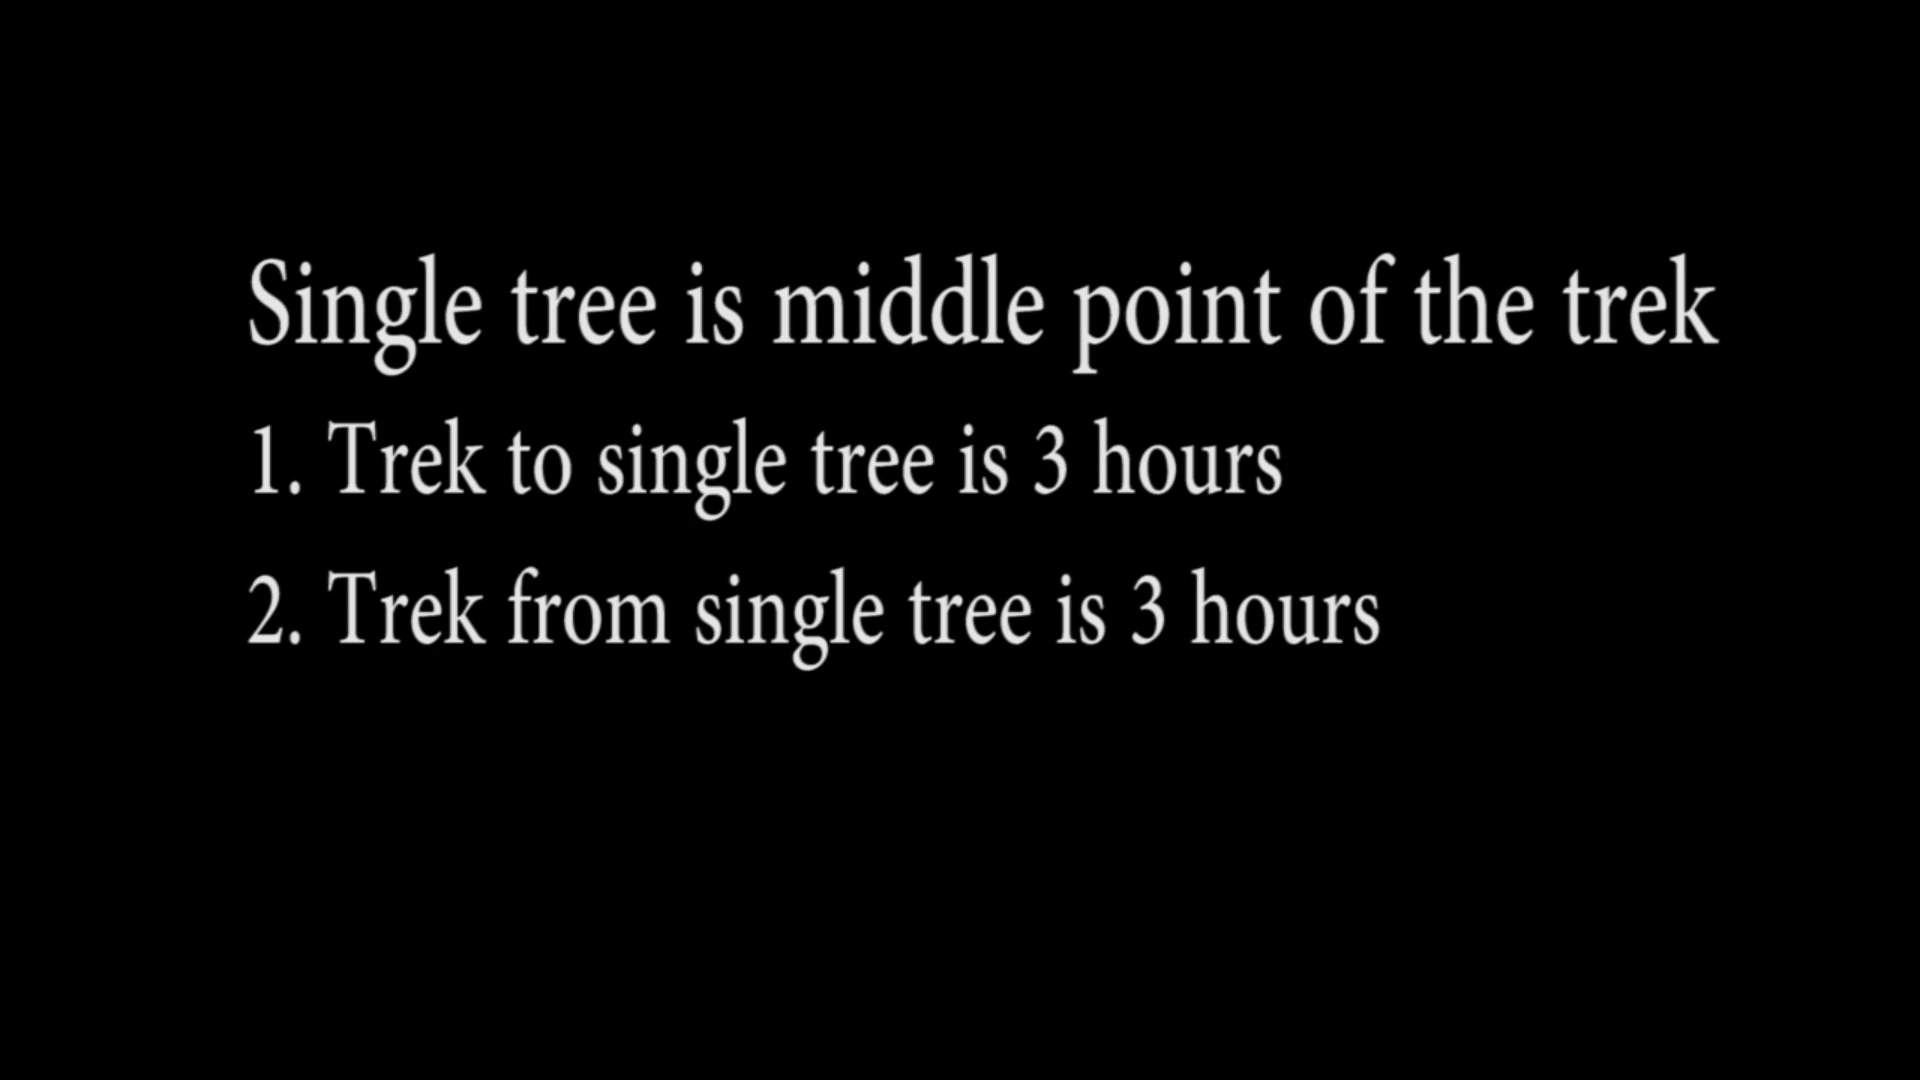 Single tree is middle point of the trek
1. Trek to single tree is 3 hours
2. Trek from single tree is 3 hours